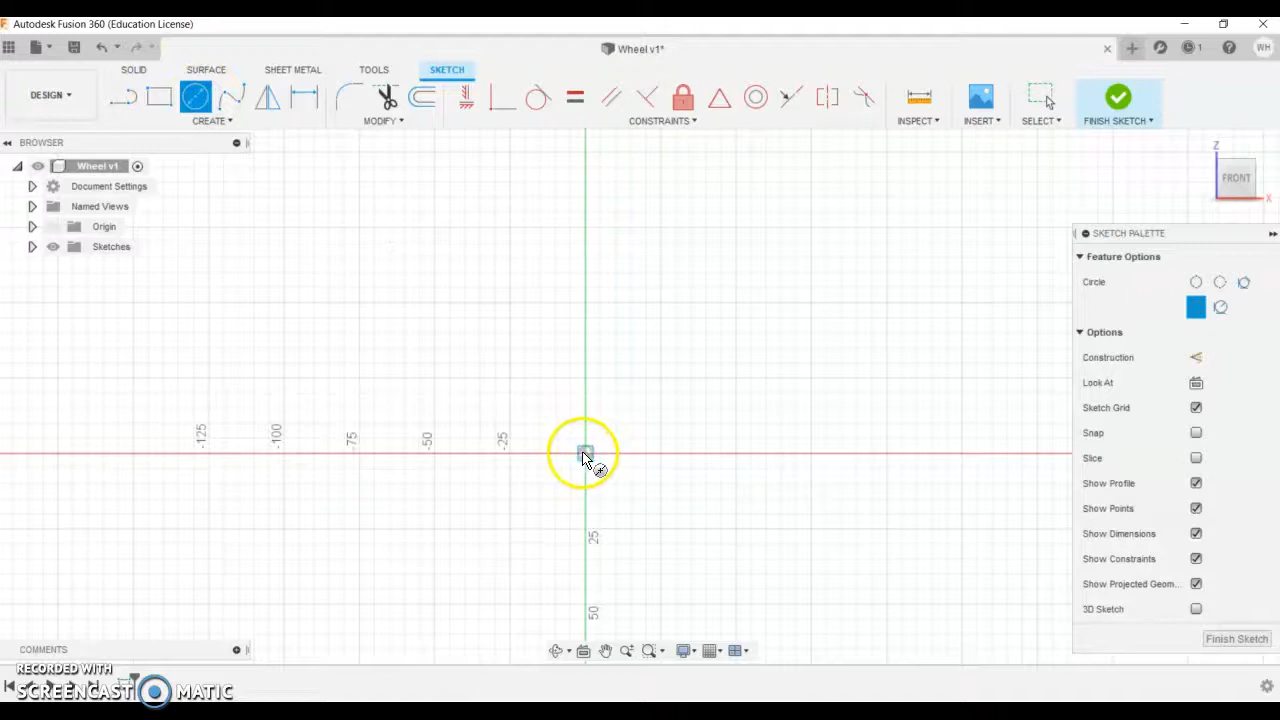 Autodesk Fusion 360 (Education License)
Wheel v1*
1
WH
SOLID
SURFACE
SHEET METAL
TOOLS
SKETCH
DESIGN
CREATE
MODIFY
CONSTRAINTS
INSPECT
INSERT
SELECT
FINISH SKETCH
BROWSER
Wheel v1
Document Settings
Named Views
Origin
Sketches
Z
FRONT
X
-125
-100
-75
-50
-25
25
50
SKETCH PALETTE
Feature Options
Circle
Options
Construction
Look At
Sketch Grid
Snap
Slice
Show Profile
Show Points
Show Dimensions
Show Constraints
Show Projected Geom...
3D Sketch
Finish Sketch
COMMENTS
RECORDED WITH
SCREENCAST MATIC